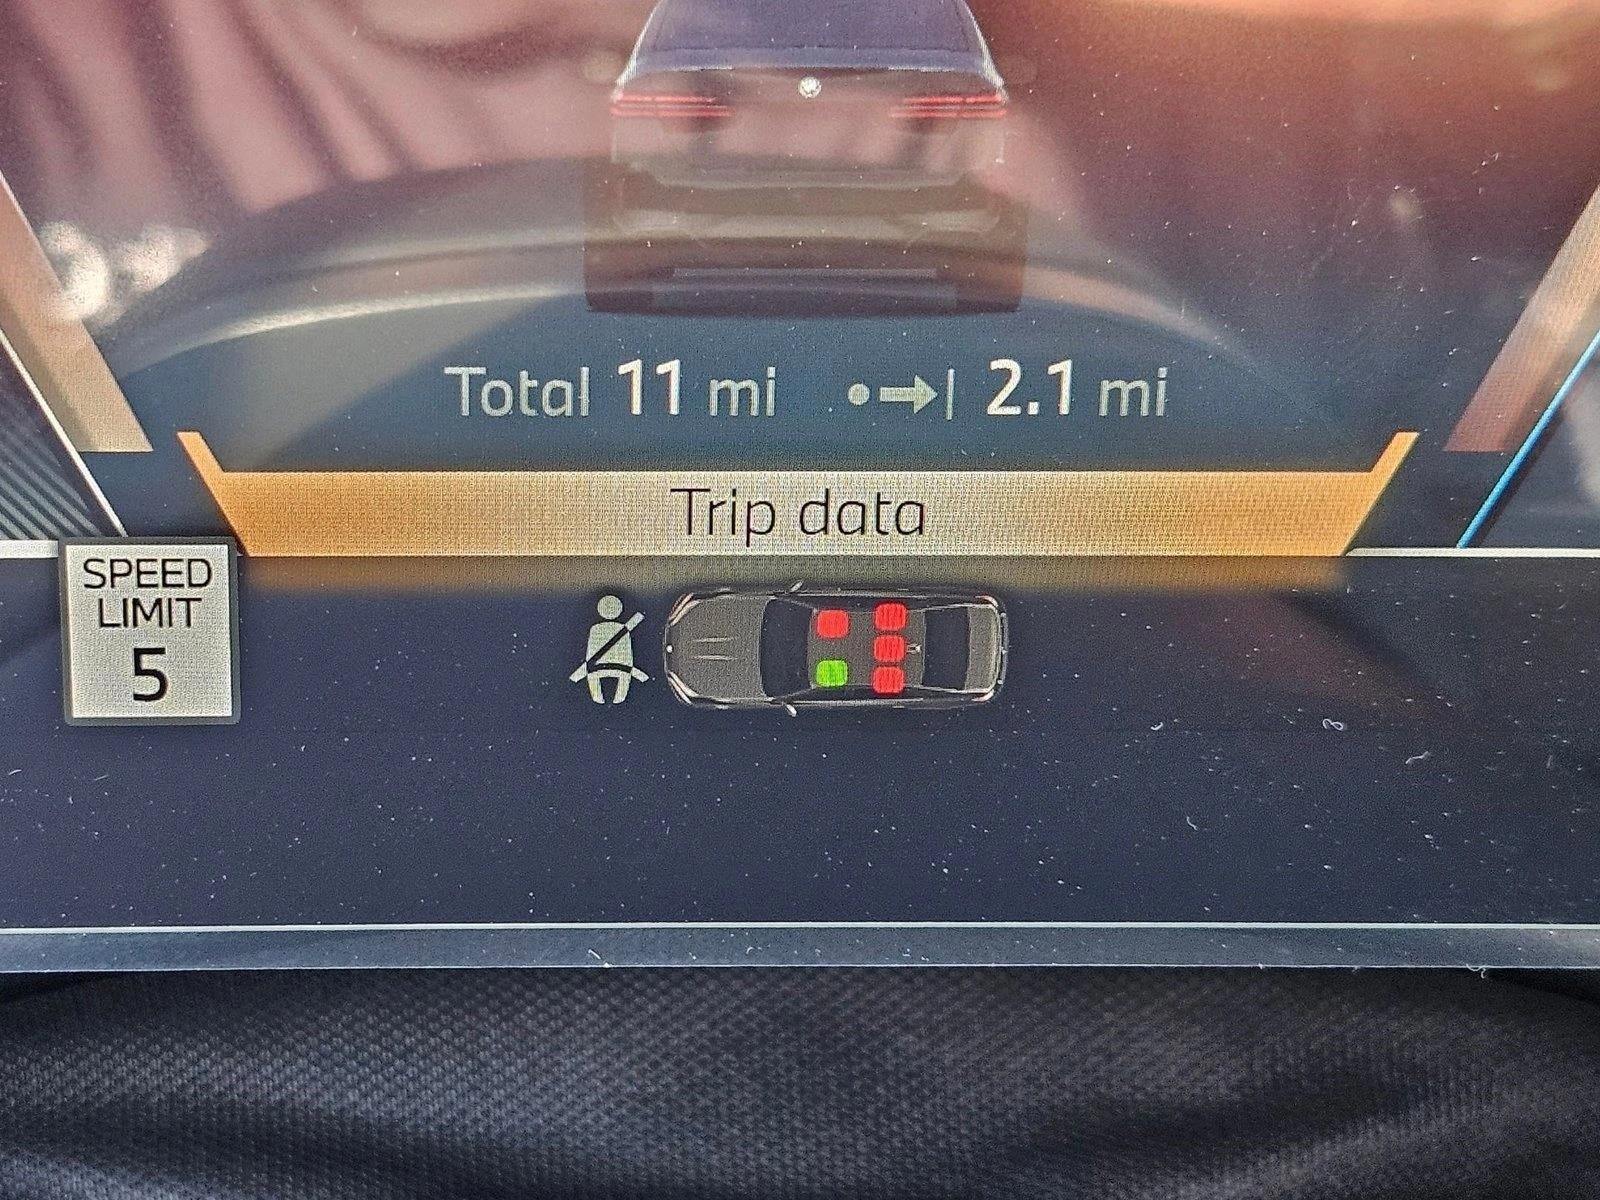 Total 11 mi 2.1 mi
Trip data
SPEED
LIMIT
5